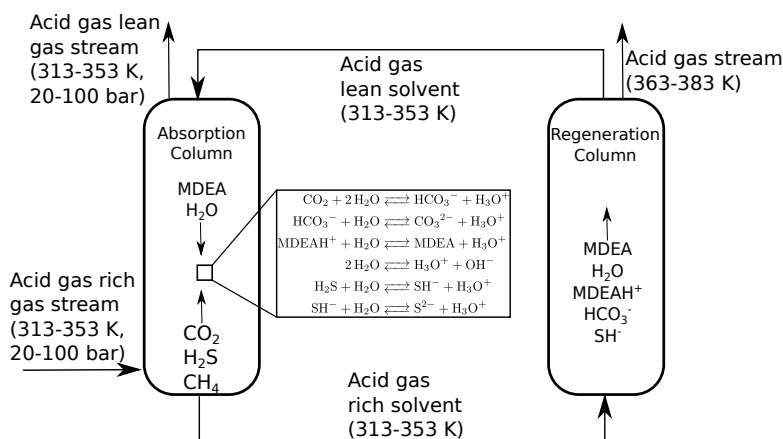 Acid gas lean
gas stream
(313-353 K,
20-100 bar)
Acid gas
lean solvent
(313-353 K)
Acid gas stream
(363-383 K)
Absorption
Column
MDEA
H₂O
Regeneration
Column
CO₂ + 2 H₂O ⇌ HCO₃⁻ + H₃O⁺
HCO₃⁻ + H₂O ⇌ CO₃²⁻ + H₃O⁺
MDEAH⁺ + H₂O ⇌ MDEA + H₃O⁺
2 H₂O ⇌ H₃O⁺ + OH⁻
H₂S + H₂O ⇌ SH⁻ + H₃O⁺
SH⁻ + H₂O ⇌ S²⁻ + H₃O⁺
MDEA
H₂O
MDEAH⁺
HCO₃⁻
SH⁻
Acid gas rich
gas stream
(313-353 K,
20-100 bar)
CO₂
H₂S
CH₄
Acid gas
rich solvent
(313-353 K)